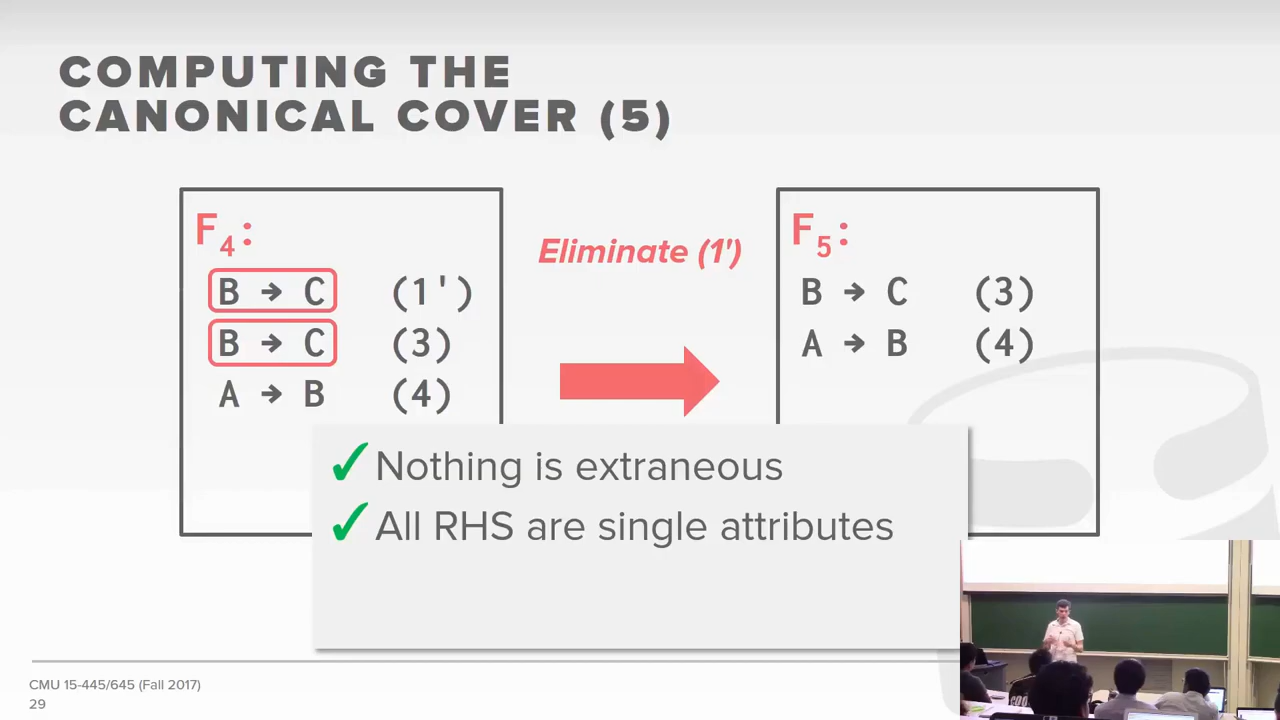 COMPUTING THE
CANONICAL COVER (5)
F4:
B → C (1')
B → C (3)
A → B (4)
Eliminate (1')
F5:
B → C (3)
A → B (4)
✓ Nothing is extraneous
✓ All RHS are single attributes
CMU 15-445/645 (Fall 2017)
29